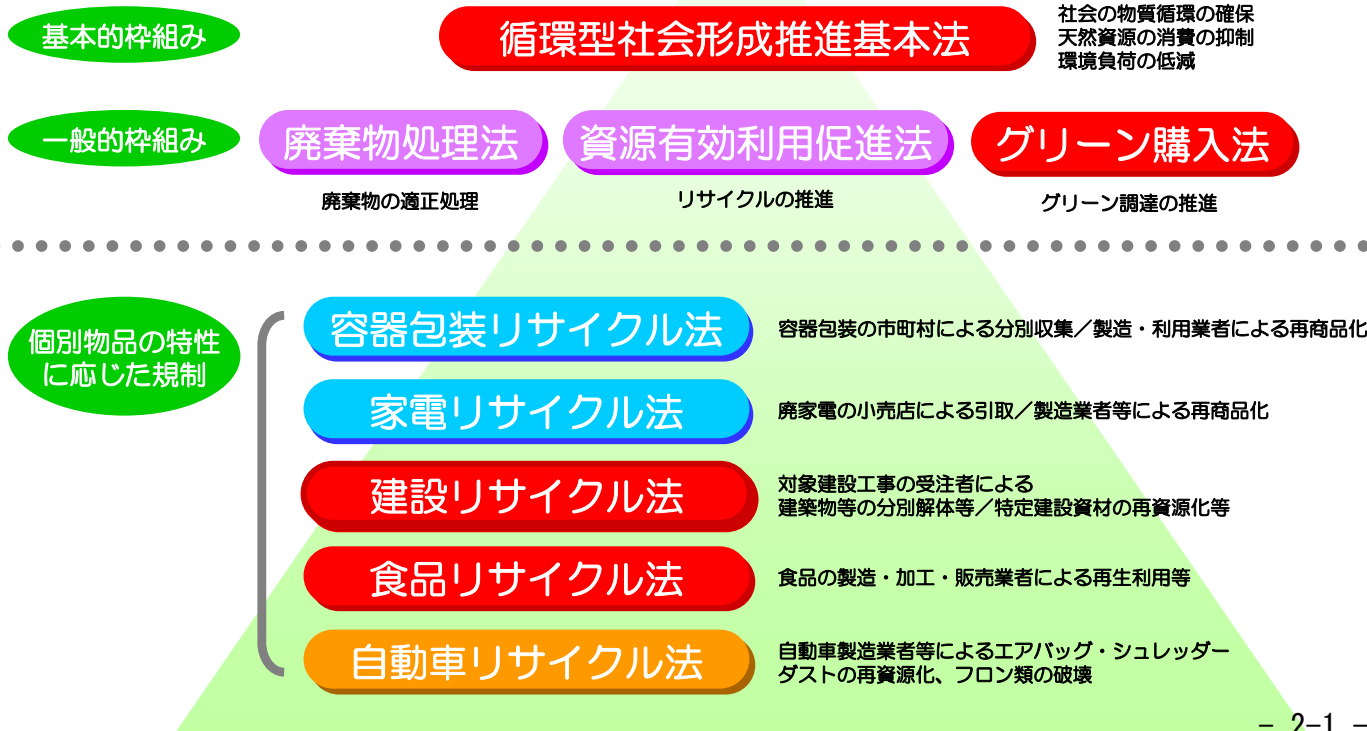 基本的枠組み
循環型社会形成推進基本法
社会の物質循環の確保
天然資源の消費の抑制
環境負荷の低減
一般的枠組み
廃棄物処理法
資源有効利用促進法
グリーン購入法
廃棄物の適正処理
リサイクルの推進
グリーン調達の推進
個別物品の特性
に応じた規制
容器包装リサイクル法
容器包装の市町村による分別収集/製造・利用業者による再商品化
家電リサイクル法
廃家電の小売店による引取/製造業者等による再商品化
建設リサイクル法
対象建設工事の受注者による
建築物等の分別解体等/特定建設資材の再資源化等
食品リサイクル法
食品の製造・加工・販売業者による再生利用等
自動車リサイクル法
自動車製造業者等によるエアバッグ・シュレッダー
ダストの再資源化、フロン類の破壊
- 2-1 -